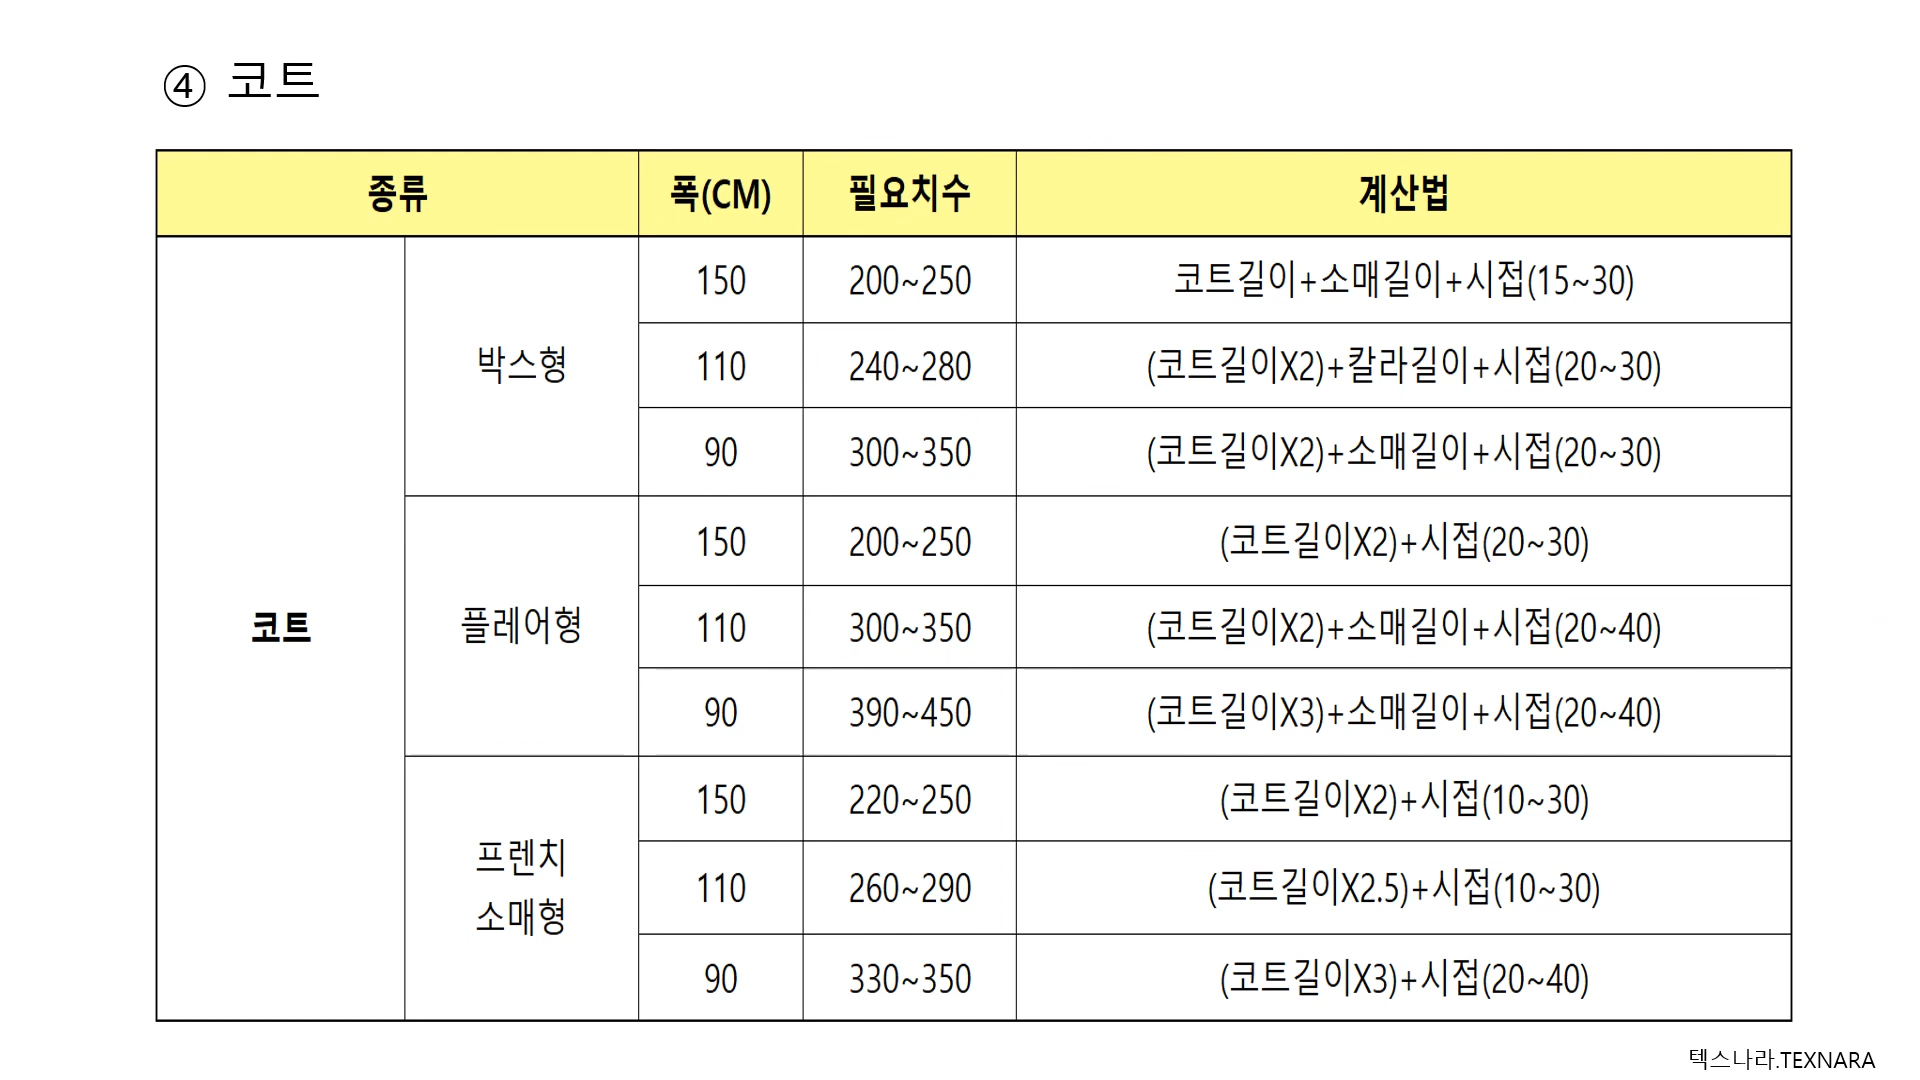 ④ 코트
종류 폭(CM) 필요치수 계산법
코트 박스형 150 200~250 코트길이+소매길이+시접(15~30)
110 240~280 (코트길이X2)+칼라길이+시접(20~30)
90 300~350 (코트길이X2)+소매길이+시접(20~30)
플레어형 150 200~250 (코트길이X2)+시접(20~30)
110 300~350 (코트길이X2)+소매길이+시접(20~40)
90 390~450 (코트길이X3)+소매길이+시접(20~40)
프렌치
소매형 150 220~250 (코트길이X2)+시접(10~30)
110 260~290 (코트길이X2.5)+시접(10~30)
90 330~350 (코트길이X3)+시접(20~40)
텍스나라.TEXNARA